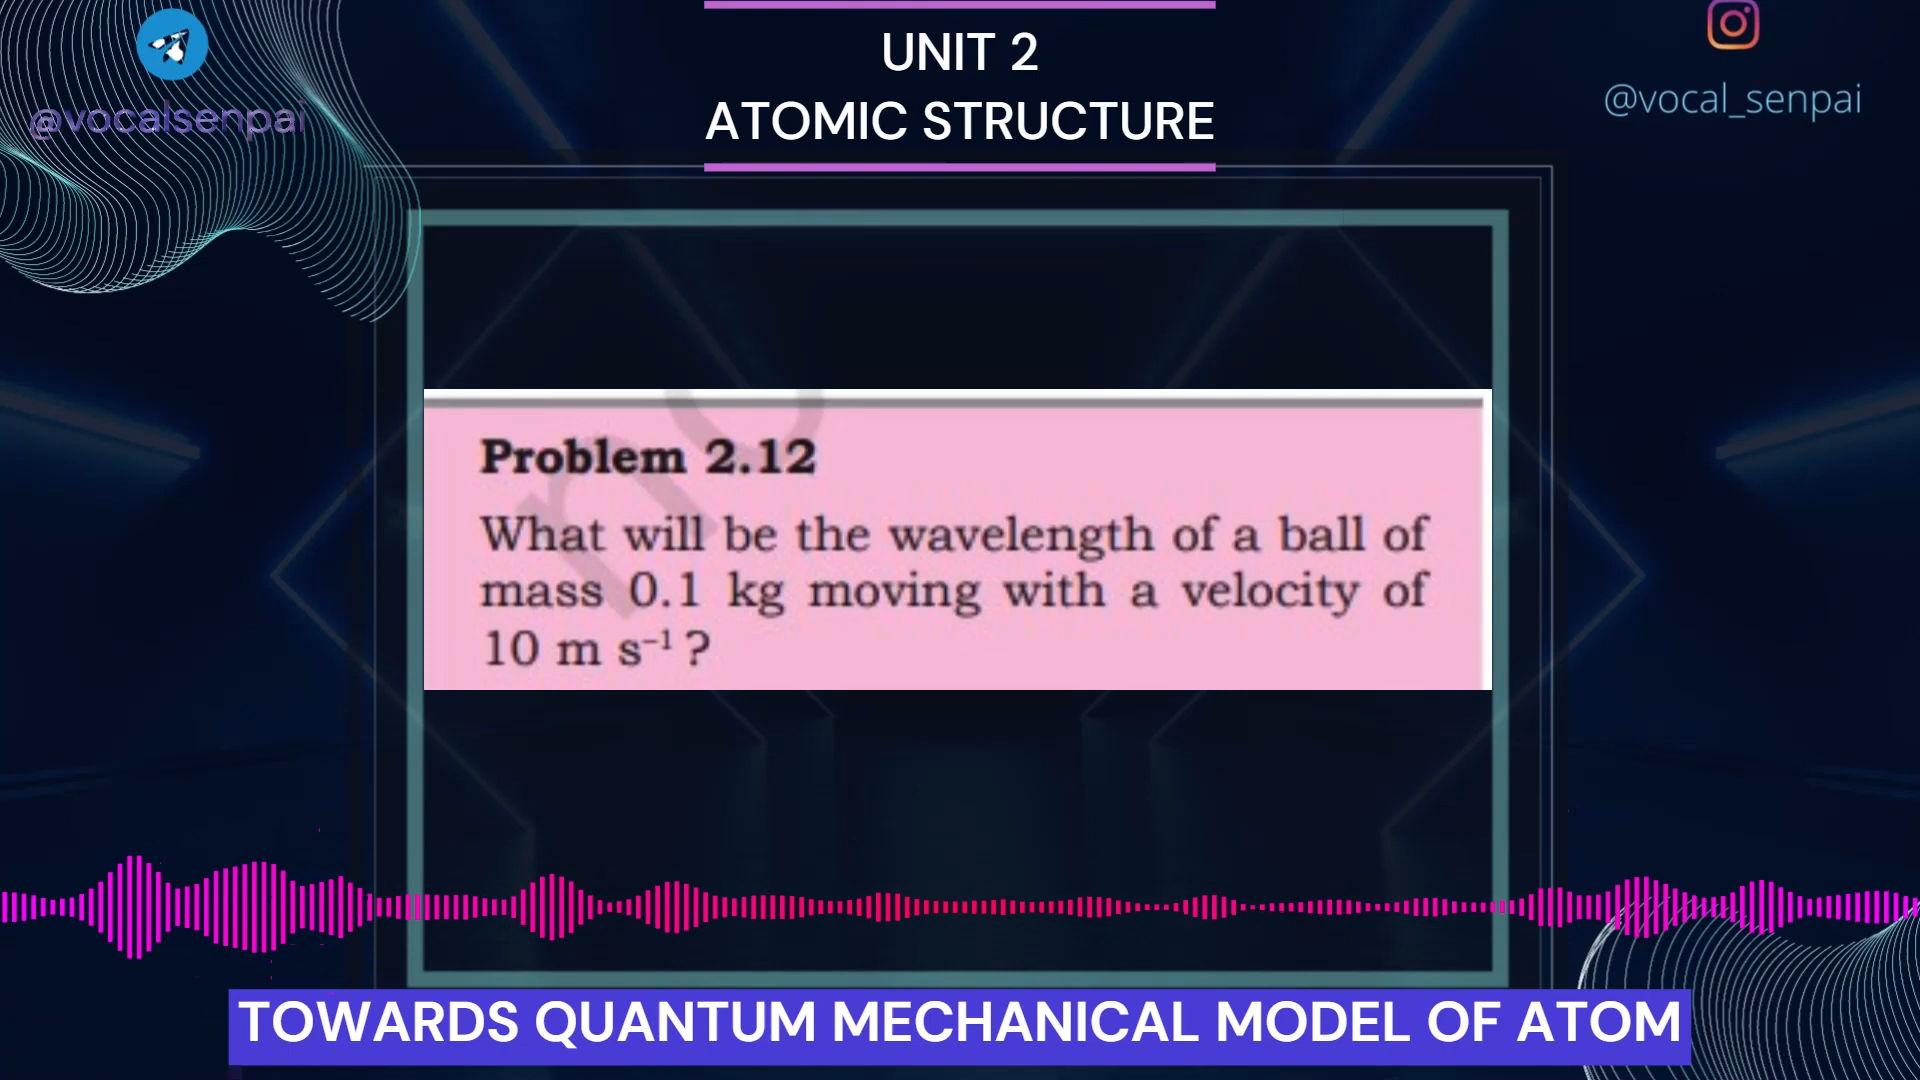 UNIT 2
ATOMIC STRUCTURE
@vocalsenpai
@vocal_senpai
Problem 2.12
What will be the wavelength of a ball of
mass 0.1 kg moving with a velocity of
10 m s⁻¹ ?
TOWARDS QUANTUM MECHANICAL MODEL OF ATOM